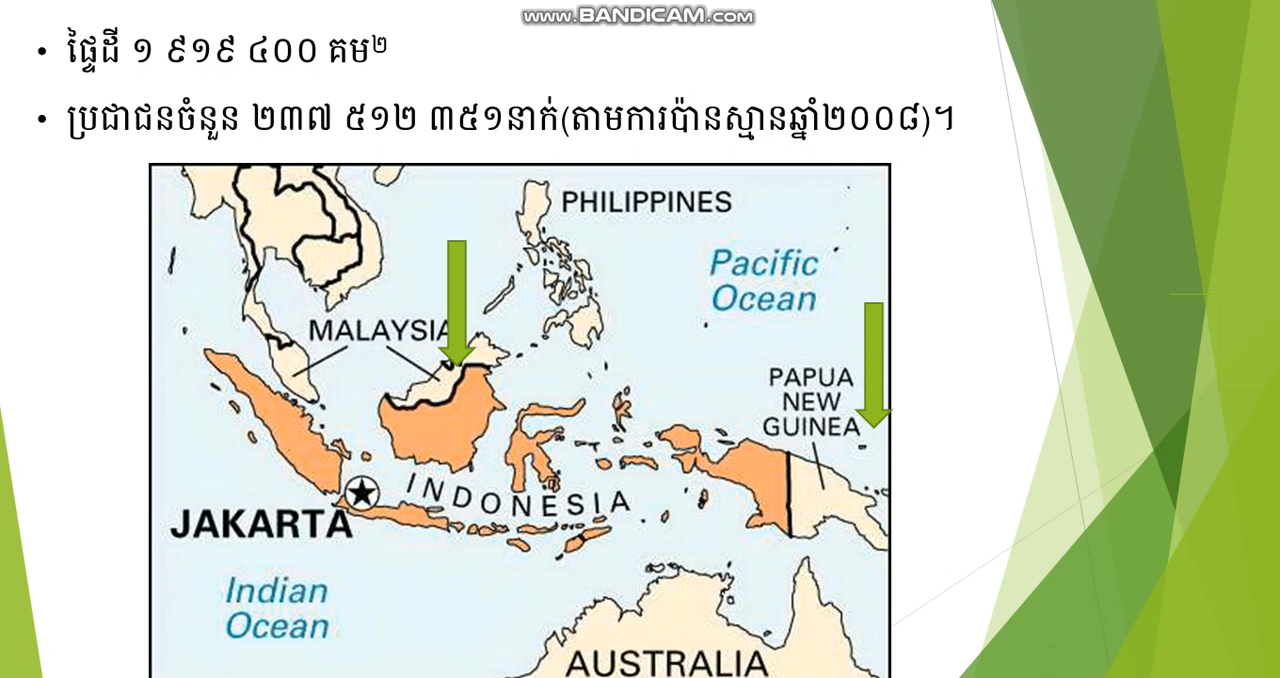 www.BANDICAM.com
• ផ្ទៃដី ១ ៩១៩ ៤០០ គម២
• ប្រជាជនចំនួន ២៣៧ ៥១២ ៣៥១នាក់(តាមការប៉ានស្មានឆ្នាំ២០០៨)។
PHILIPPINES
Pacific
Ocean
MALAYSIA
PAPUA
NEW
GUINEA
INDONESIA
JAKARTA
Indian
Ocean
AUSTRALIA